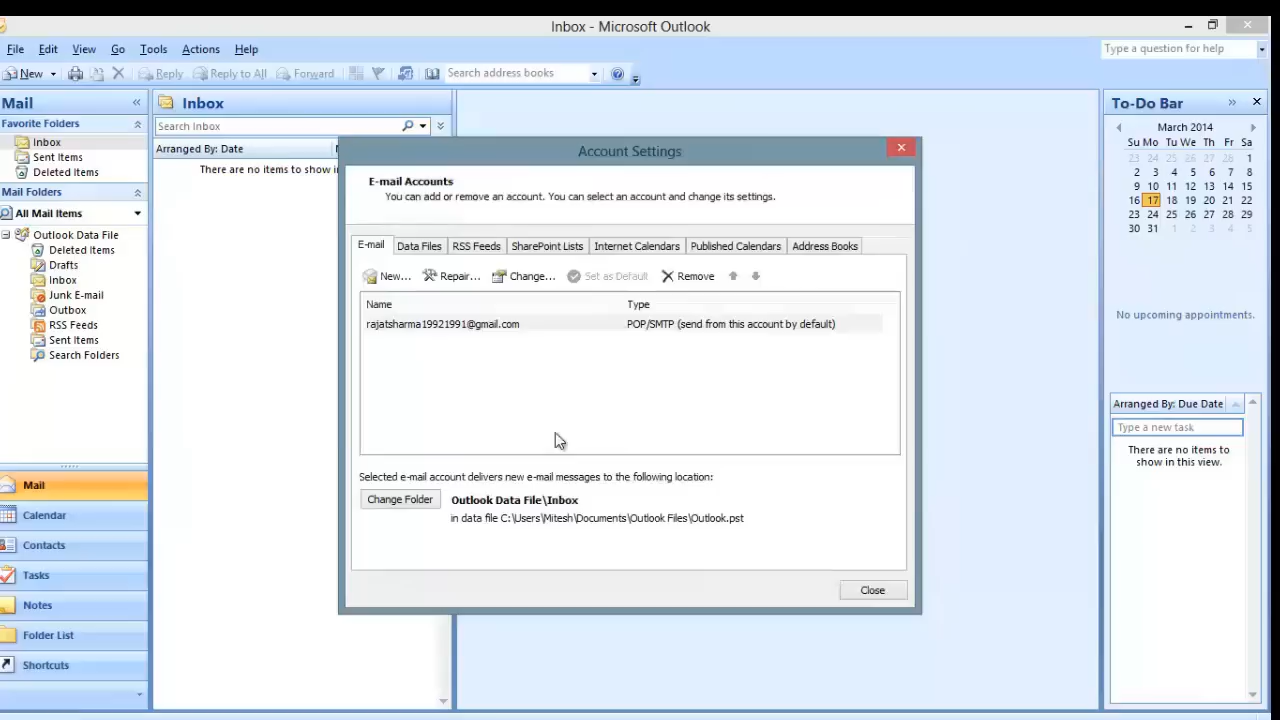 Inbox - Microsoft Outlook
File Edit View Go Tools Actions Help
Type a question for help
New Reply Reply to All Forward Search address books
Mail «
Favorite Folders
Inbox
Sent Items
Deleted Items
Mail Folders
All Mail Items
Outlook Data File
Deleted Items
Drafts
Inbox
Junk E-mail
Outbox
RSS Feeds
Sent Items
Search Folders
Mail
Calendar
Contacts
Tasks
Notes
Folder List
Shortcuts
Inbox
Search Inbox
Arranged By: Date
There are no items to show i
Account Settings
E-mail Accounts
You can add or remove an account. You can select an account and change its settings.
E-mail Data Files RSS Feeds SharePoint Lists Internet Calendars Published Calendars Address Books
New... Repair... Change... Set as Default Remove
Name Type
rajatsharma19921991@gmail.com POP/SMTP (send from this account by default)
Selected e-mail account delivers new e-mail messages to the following location:
Change Folder Outlook Data File\Inbox
in data file C:\Users\Mitesh\Documents\Outlook Files\Outlook.pst
Close
To-Do Bar »
March 2014
Su Mo Tu We Th Fr Sa
23 24 25 26 27 28 1
2 3 4 5 6 7 8
9 10 11 12 13 14 15
16 17 18 19 20 21 22
23 24 25 26 27 28 29
30 31 1 2 3 4 5
No upcoming appointments.
Arranged By: Due Date
Type a new task
There are no items to
show in this view.